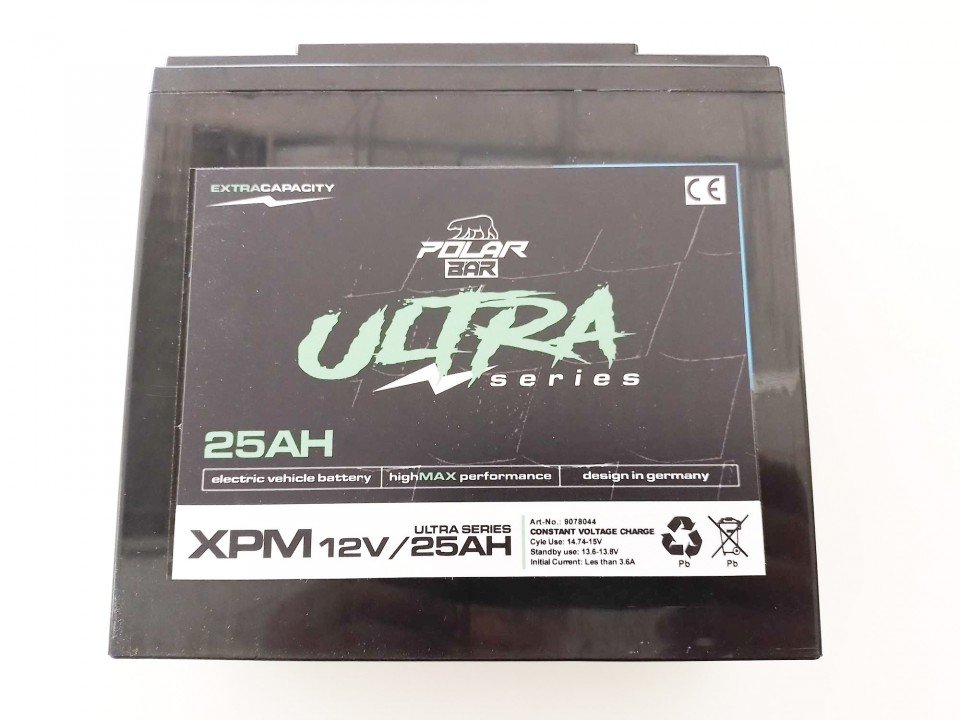 EXTRACAPACITY
CE
POLAR
BAR
ULTRA
series
25AH
electric vehicle battery
highMAX performance
design in germany
XPM 12V/25AH
ULTRA SERIES
Art-No.: 9078044
CONSTANT VOLTAGE CHARGE
Cyle Use: 14.74-15V
Standby use: 13.6-13.8V
Initial Current: Les than 3.6A
Pb
Pb